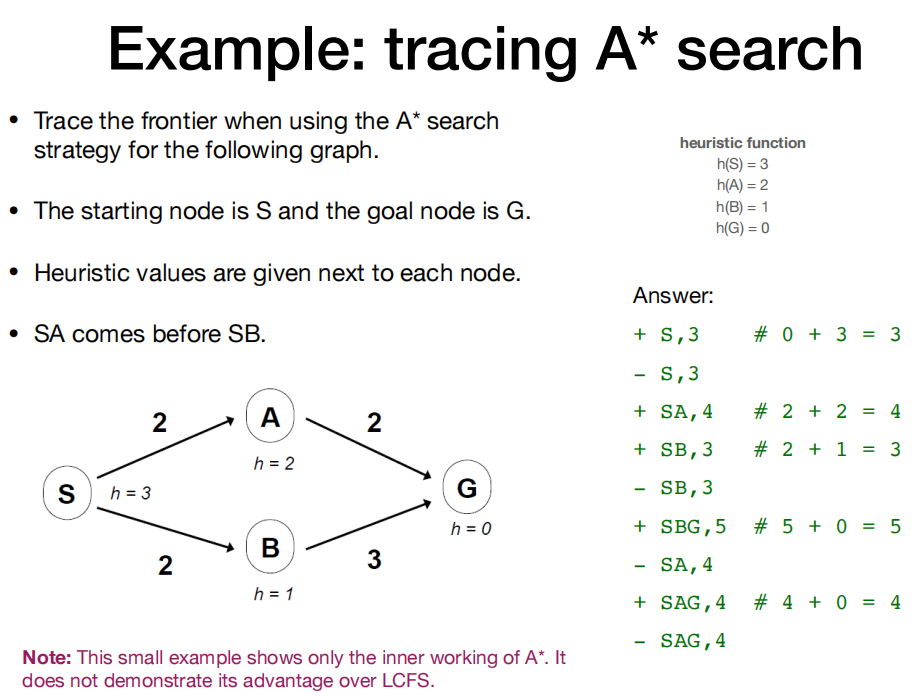 Example: tracing A* search
• Trace the frontier when using the A* search
strategy for the following graph.
• The starting node is S and the goal node is G.
• Heuristic values are given next to each node.
• SA comes before SB.
heuristic function
h(S) = 3
h(A) = 2
h(B) = 1
h(G) = 0
Answer:
+ S,3 # 0 + 3 = 3
− S,3
+ SA,4 # 2 + 2 = 4
+ SB,3 # 2 + 1 = 3
− SB,3
+ SBG,5 # 5 + 0 = 5
− SA,4
+ SAG,4 # 4 + 0 = 4
− SAG,4
2
A
2
h = 2
S
h = 3
G
h = 0
2
B
3
h = 1
Note: This small example shows only the inner working of A*. It
does not demonstrate its advantage over LCFS.